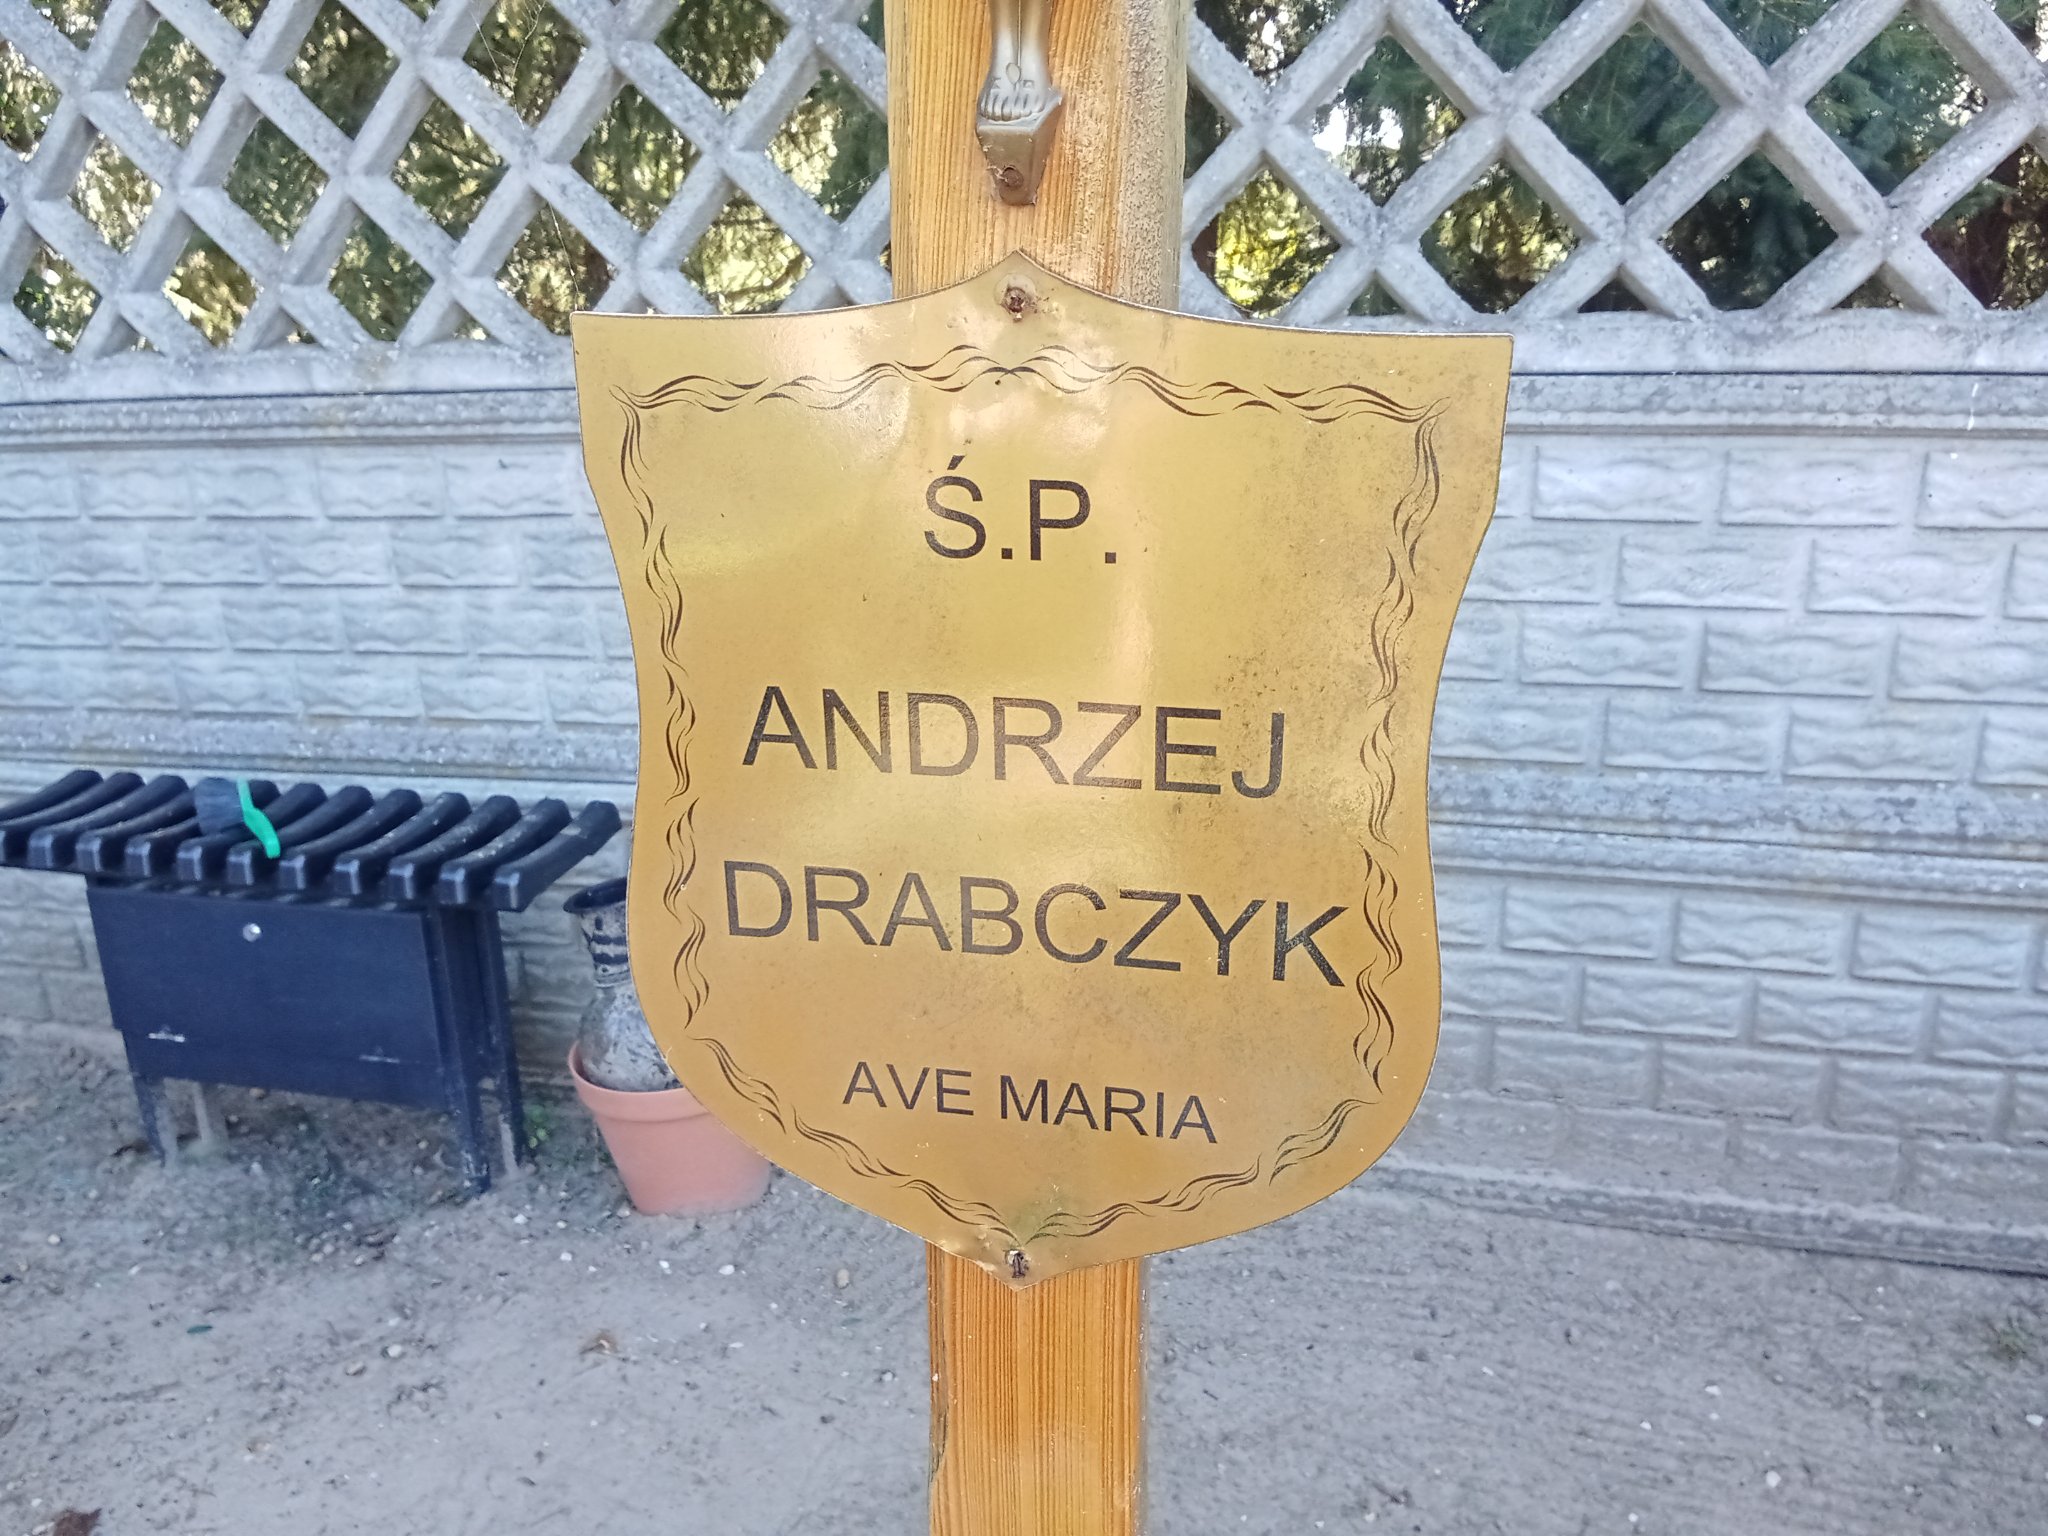 Ś.P.
ANDRZEJ
DRABCZYK
AVE MARIA